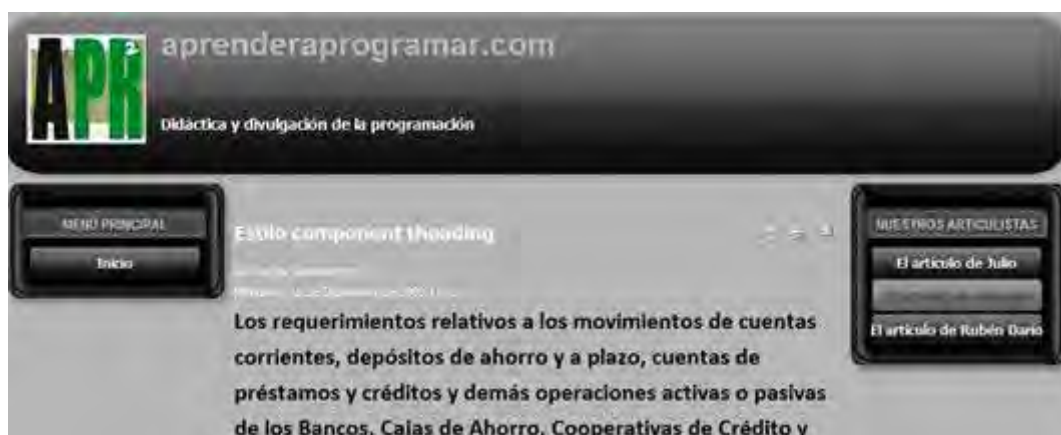 APR2
aprenderaprogramar.com
Didáctica y divulgación de la programación
MENÚ PRINCIPAL
Inicio
Estilo component
Los requerimientos relativos a los movimientos de cuentas
corrientes, depósitos de ahorro y a plazo, cuentas de
préstamos y créditos y demás operaciones activas o pasivas
de los Bancos, Cajas de Ahorro, Cooperativas de Crédito y
NUESTROS ARTICULISTAS
El artículo de Julio
El artículo de Rubén Darío